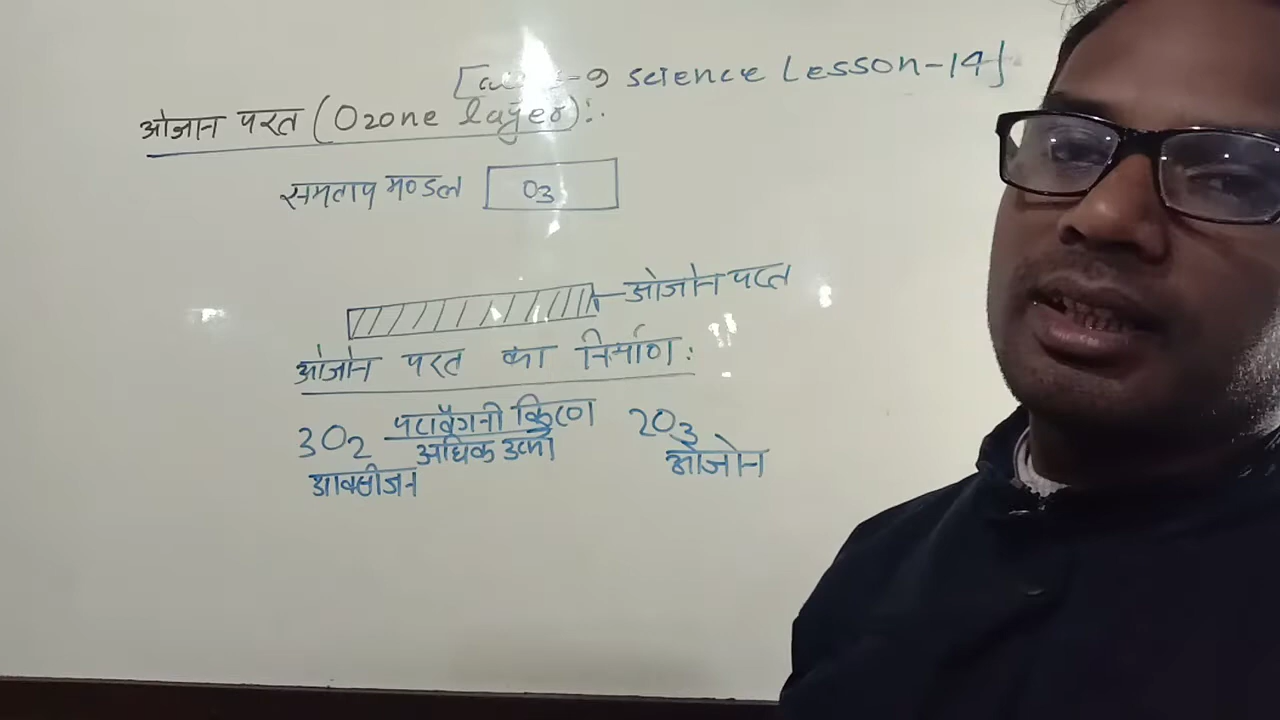 [ -9 science Lesson-14]
ओजोन परत (Ozone layer):
समताप मण्डल O3
ओजोन परत
ओजोन परत का निर्माण:
3O2 पराबैंगनी किरण 2O3
अधिक ऊर्जा ओजोन
आक्सीजन